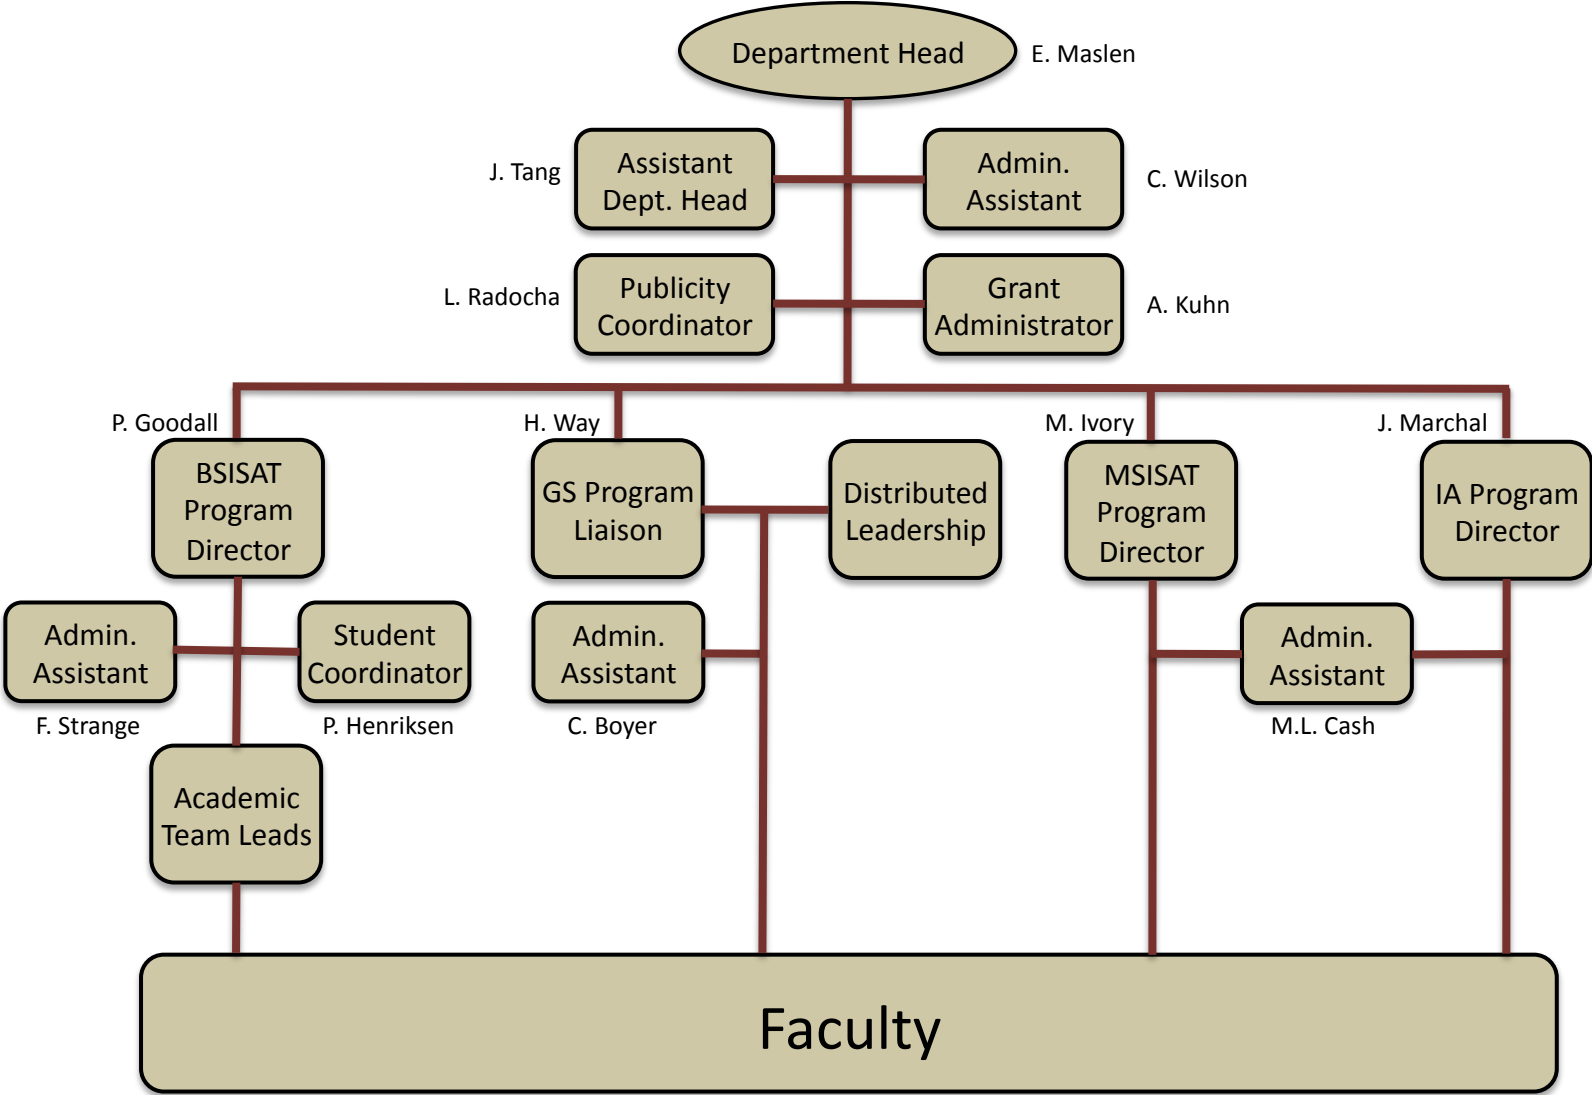 Department Head
E. Maslen
J. Tang
Assistant
Dept. Head
Admin.
Assistant
C. Wilson
L. Radocha
Publicity
Coordinator
Grant
Administrator
A. Kuhn
P. Goodall
H. Way
M. Ivory
J. Marchal
BSISAT
Program
Director
GS Program
Liaison
Distributed
Leadership
MSISAT
Program
Director
IA Program
Director
Admin.
Assistant
Student
Coordinator
Admin.
Assistant
Admin.
Assistant
F. Strange
P. Henriksen
C. Boyer
M.L. Cash
Academic
Team Leads
Faculty